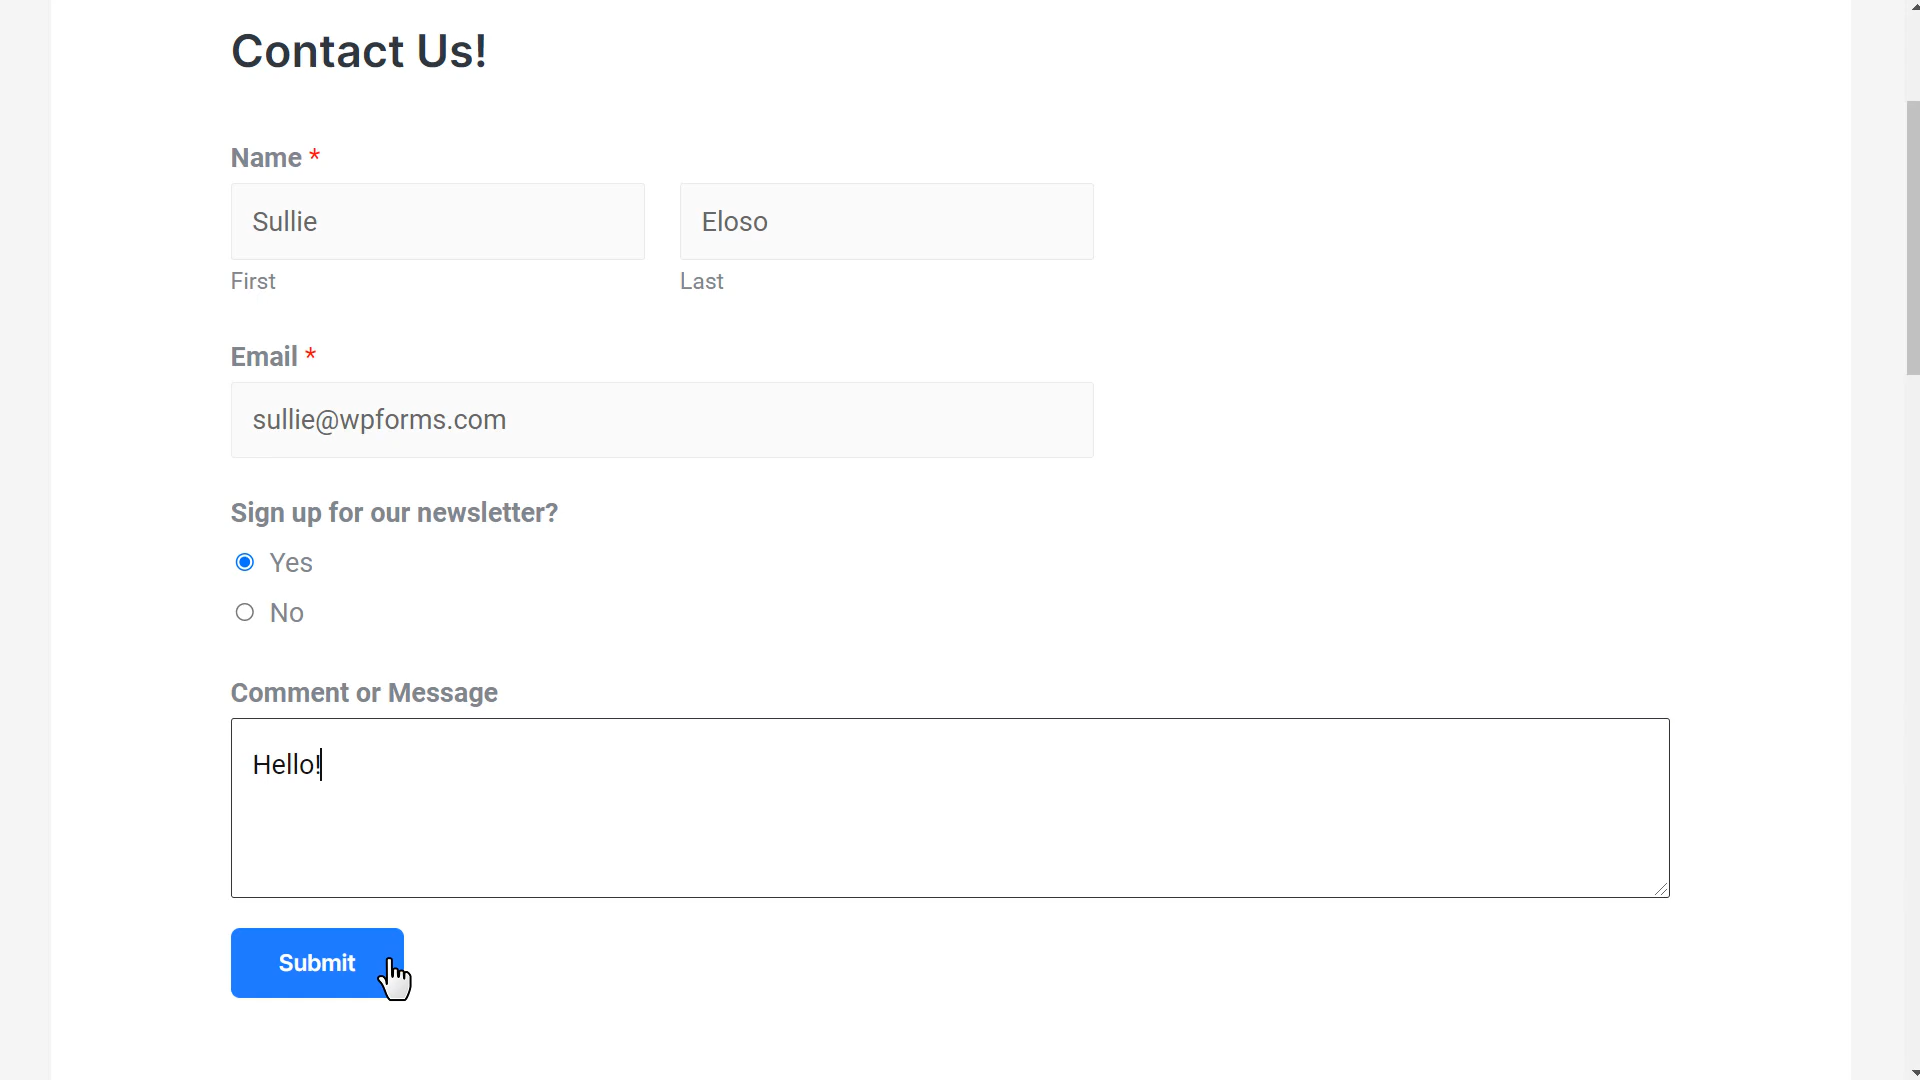 Contact Us!
Name *
Sullie Eloso
First Last
Email *
sullie@wpforms.com
Sign up for our newsletter?
Yes
No
Comment or Message
Hello!
Submit